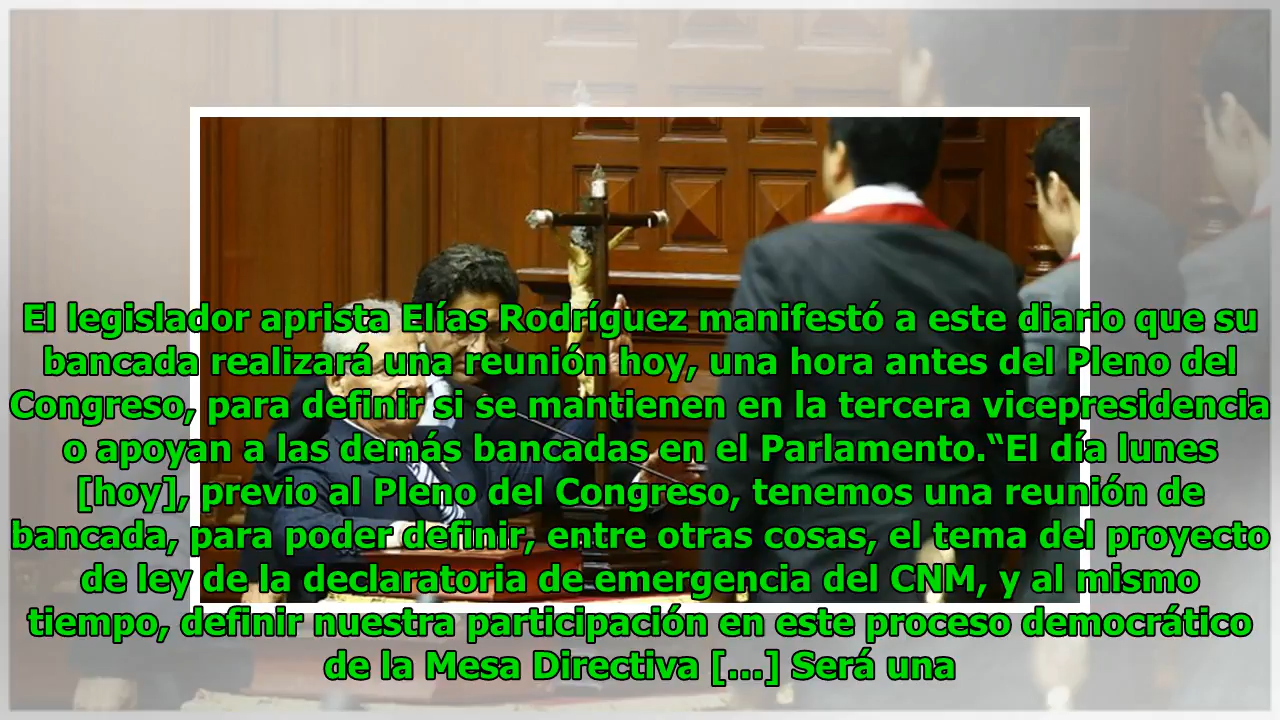 El legislador aprista Elías Rodríguez manifestó a este diario que su
bancada realizará una reunión hoy, una hora antes del Pleno del
Congreso, para definir si se mantienen en la tercera vicepresidencia
o apoyan a las demás bancadas en el Parlamento.“El día lunes
[hoy], previo al Pleno del Congreso, tenemos una reunión de
bancada, para poder definir, entre otras cosas, el tema del proyecto
de ley de la declaratoria de emergencia del CNM, y al mismo
tiempo, definir nuestra participación en este proceso democrático
de la Mesa Directiva [...] Será una